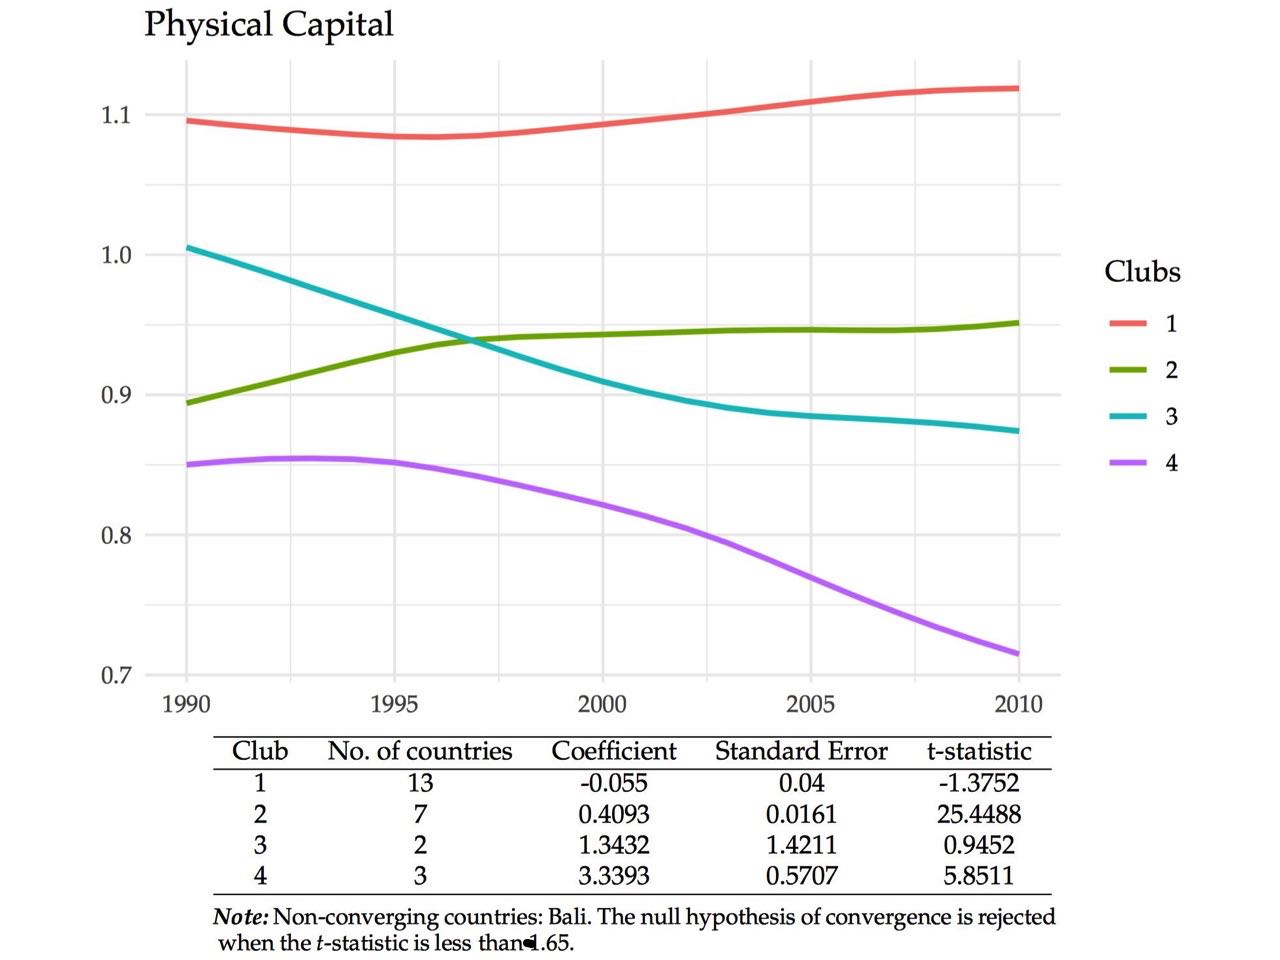 Physical Capital
1.1
1.0
0.9
0.8
0.7
1990 1995 2000 2005 2010
Clubs
1
2
3
4
Club No. of countries Coefficient Standard Error t-statistic
1 13 -0.055 0.04 -1.3752
2 7 0.4093 0.0161 25.4488
3 2 1.3432 1.4211 0.9452
4 3 3.3393 0.5707 5.8511
Note: Non-converging countries: Bali. The null hypothesis of convergence is rejected
when the t-statistic is less than 1.65.